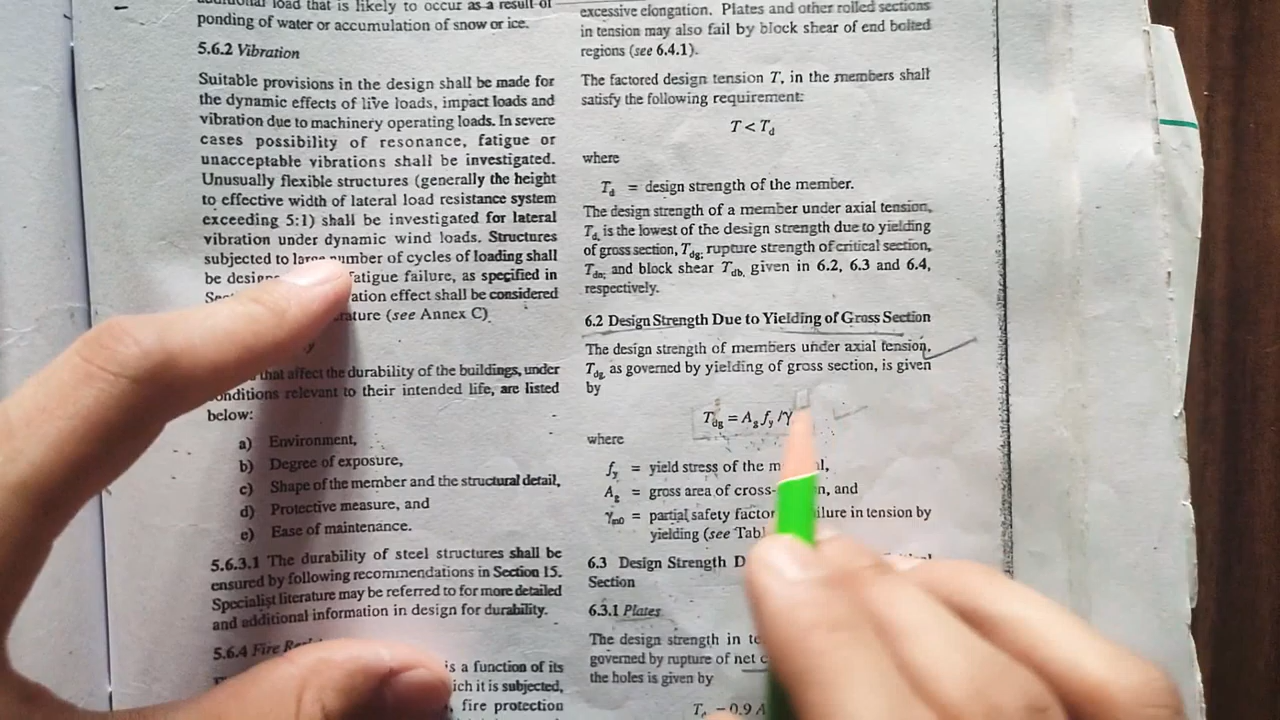 additional load that is likely to occur as a result of
ponding of water or accumulation of snow or ice.
5.6.2 Vibration
Suitable provisions in the design shall be made for
the dynamic effects of live loads, impact loads and
vibration due to machinery operating loads. In severe
cases possibility of resonance, fatigue or
unacceptable vibrations shall be investigated.
Unusually flexible structures (generally the height
to effective width of lateral load resistance system
exceeding 5:1) shall be investigated for lateral
vibration under dynamic wind loads. Structures
subjected to large number of cycles of loading shall
be fatigue failure, as specified in
ation effect shall be considered
rature (see Annex C)
y
that affect the durability of the buildings, under
conditions relevant to their intended life, are listed
below:
a) Environment,
b) Degree of exposure,
c) Shape of the member and the structural detail,
d) Protective measure, and
e) Ease of maintenance.
5.6.3.1 The durability of steel structures shall be
ensured by following recommendations in Section 15.
Specialist literature may be referred to for more detailed
and additional information in design for durability.
5.6.4 Fire
is a function of its
ich it is subjected,
, fire protection
excessive elongation. Plates and other rolled sections
in tension may also fail by block shear of end bolted
regions (see 6.4.1).
The factored design tension T, in the members shall
satisfy the following requirement:
T < Td
where
Td = design strength of the member.
The design strength of a member under axial tension,
Td, is the lowest of the design strength due to yielding
of gross section, Tdg; rupture strength of critical section,
Tdn; and block shear Tdb, given in 6.2, 6.3 and 6.4,
respectively.
6.2 Design Strength Due to Yielding of Gross Section
The design strength of members under axial tension,
Tdg, as governed by yielding of gross section, is given
by
Tdg = Ag fy /γ
where
fy = yield stress of the m l,
Ag = gross area of cross- n, and
γm0 = partial safety factor failure in tension by
yielding (see Tabl
6.3 Design Strength D
Section
6.3.1 Plates
The design strength in te
governed by rupture of net c
the holes is given by
T = 0.9 A